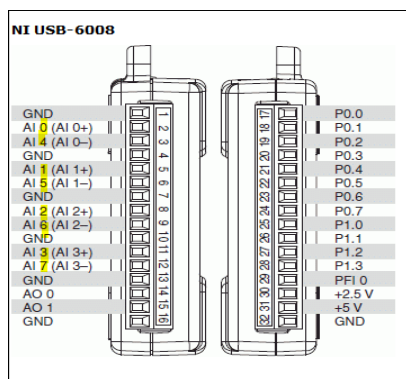 NI USB-6008
GND 1
AI 0 (AI 0+) 2
AI 4 (AI 0–) 3
GND 4
AI 1 (AI 1+) 5
AI 5 (AI 1–) 6
GND 7
AI 2 (AI 2+) 8
AI 6 (AI 2–) 9
GND 10
AI 3 (AI 3+) 11
AI 7 (AI 3–) 12
GND 13
AO 0 14
AO 1 15
GND 16
17 P0.0
18 P0.1
19 P0.2
20 P0.3
21 P0.4
22 P0.5
23 P0.6
24 P0.7
25 P1.0
26 P1.1
27 P1.2
28 P1.3
29 PFI 0
30 +2.5 V
31 +5 V
32 GND